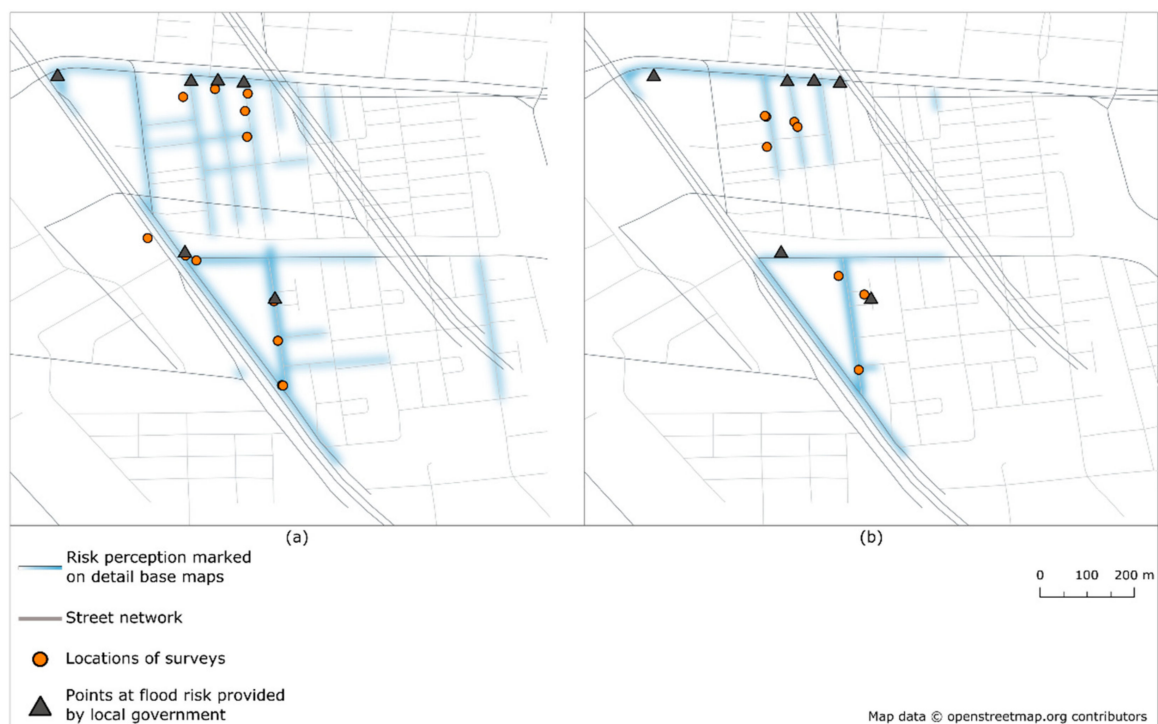 (a)
(b)
Risk perception marked
on detail base maps
Street network
Locations of surveys
Points at flood risk provided
by local government
0 100 200 m
Map data © openstreetmap.org contributors